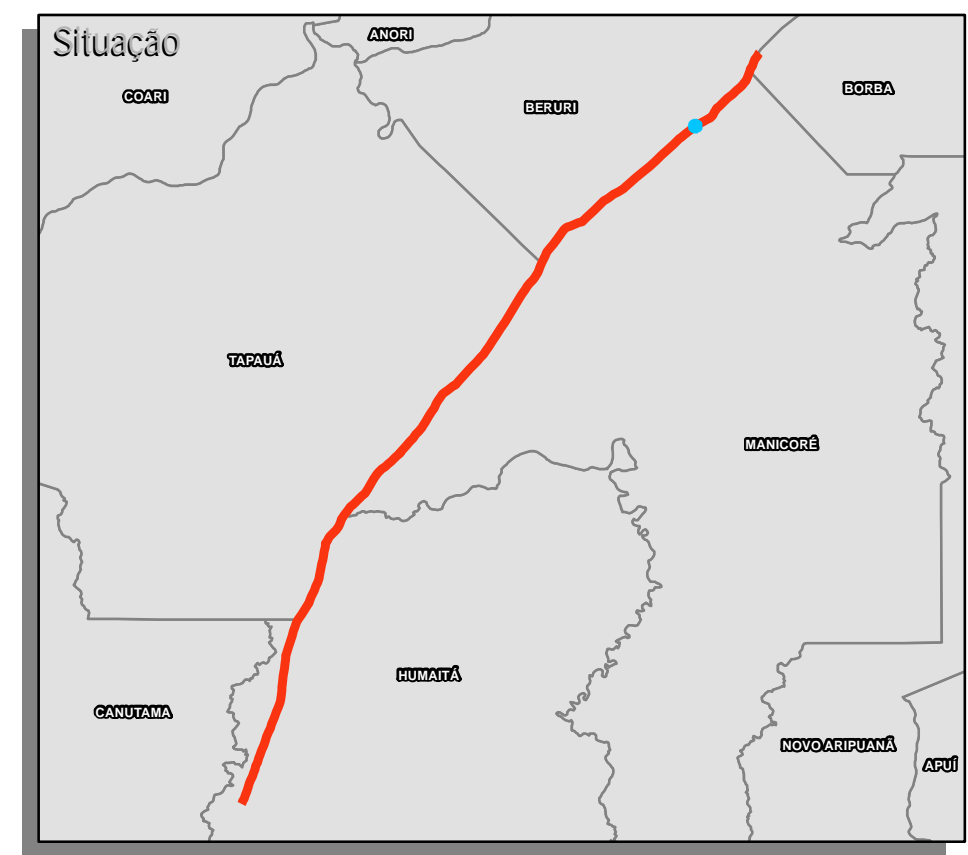 Situação
ANORI
COARI
BERURI
BORBA
TAPAUÁ
MANICORÉ
HUMAITÁ
CANUTAMA
NOVO ARIPUANÃ
APUÍ